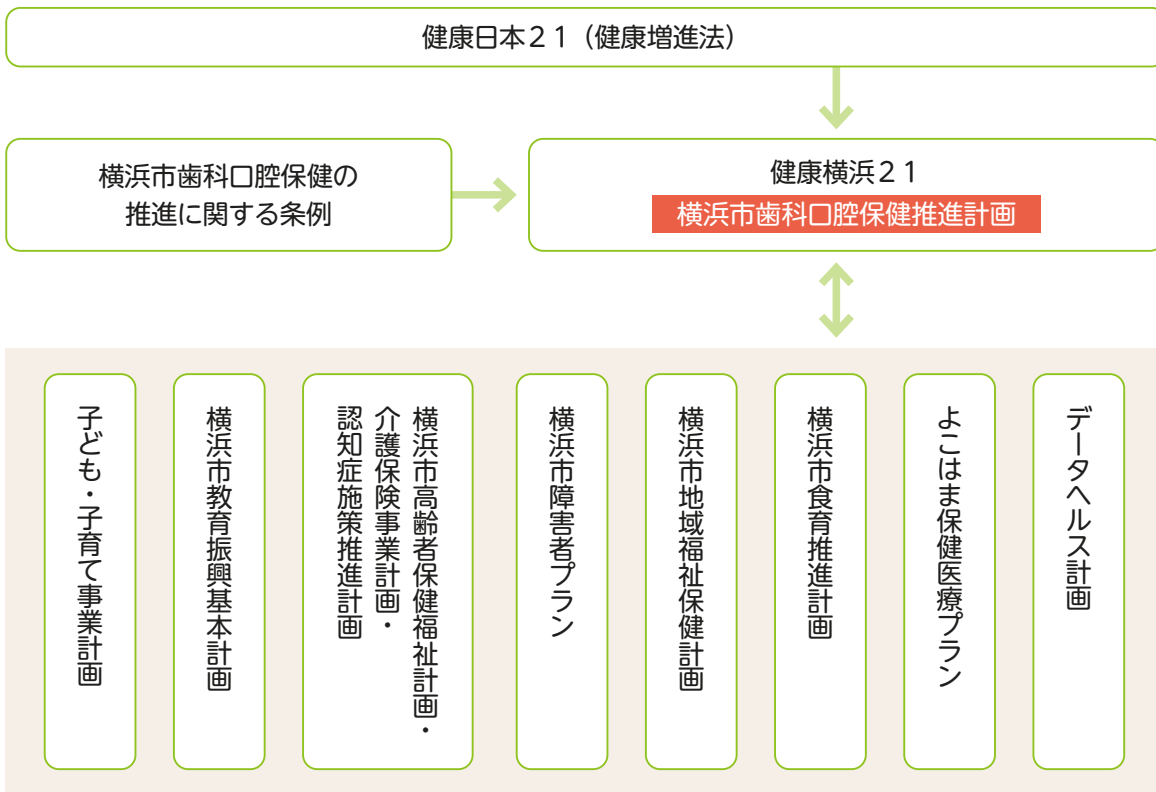 健康日本２１（健康増進法）
横浜市歯科口腔保健の
推進に関する条例
健康横浜２１
横浜市歯科口腔保健推進計画
子ども・子育て事業計画
横浜市教育振興基本計画
横浜市高齢者保健福祉計画・
介護保険事業計画・
認知症施策推進計画
横浜市障害者プラン
横浜市地域福祉保健計画
横浜市食育推進計画
よこはま保健医療プラン
データヘルス計画